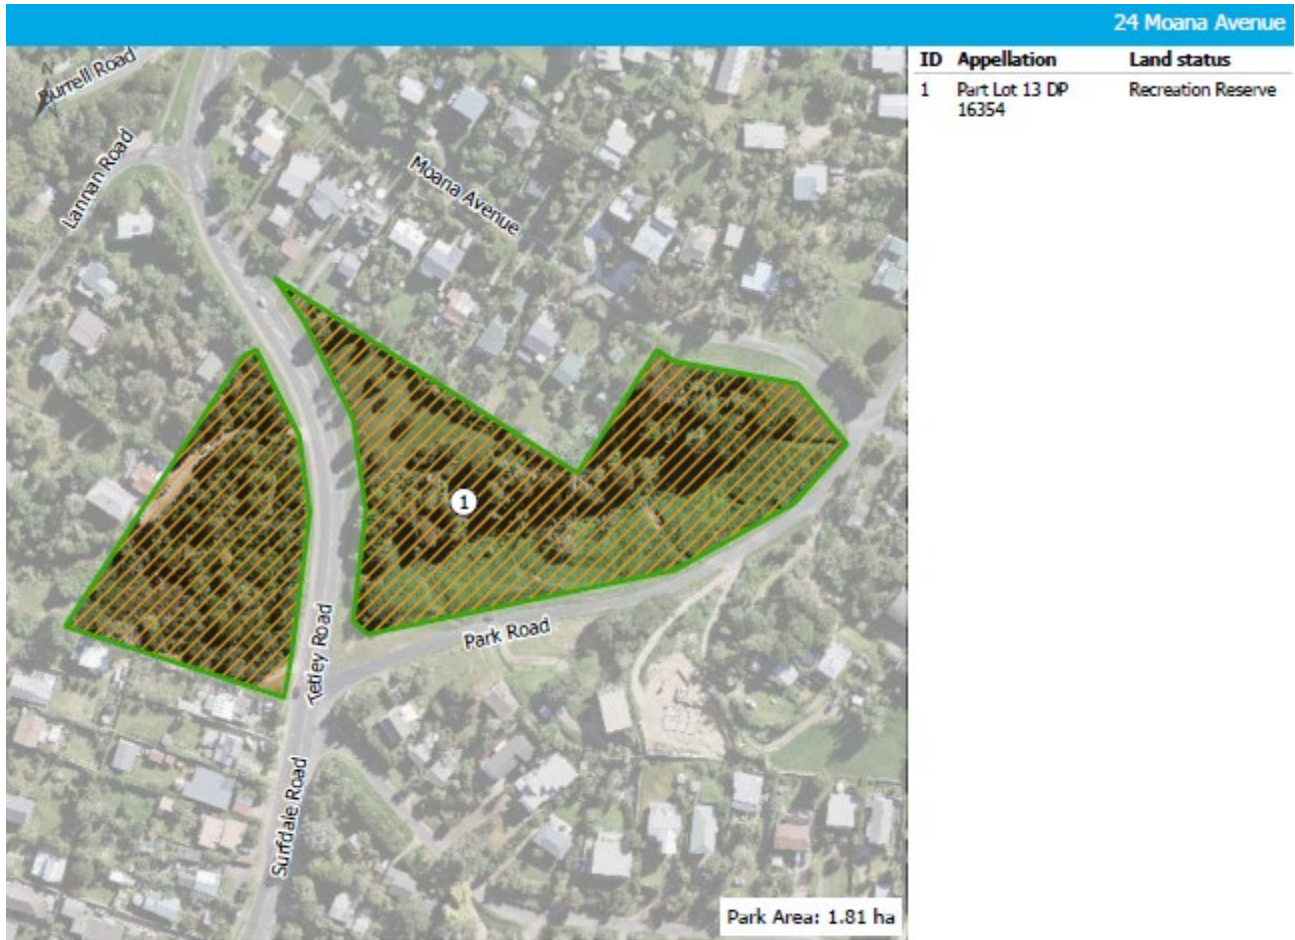 24 Moana Avenue
ID Appellation Land status
1 Part Lot 13 DP Recreation Reserve
16354
N
Burrell Road
Lannan Road
Moana Avenue
1
Tetley Road
Park Road
Surfdale Road
Park Area: 1.81 ha